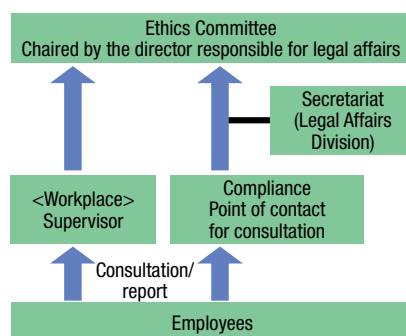 Ethics Committee
Chaired by the director responsible for legal affairs
Secretariat
(Legal Affairs
Division)
<Workplace>
Supervisor
Compliance
Point of contact
for consultation
Consultation/
report
Employees